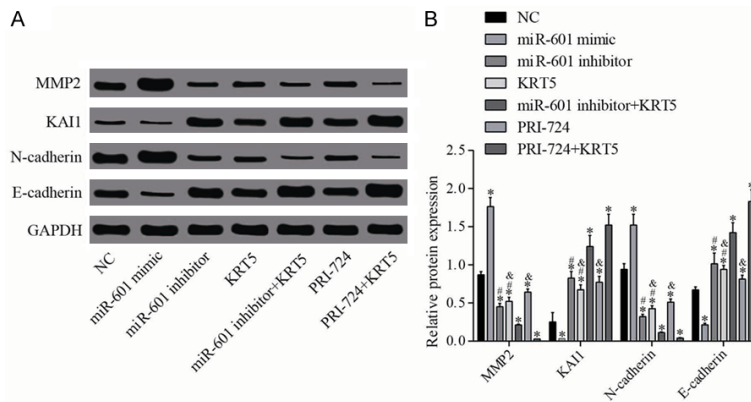 A
MMP2
KAI1
N-cadherin
E-cadherin
GAPDH
NC
miR-601 mimic
miR-601 inhibitor
KRT5
miR-601 inhibitor+KRT5
PRI-724
PRI-724+KRT5
B
NC
miR-601 mimic
miR-601 inhibitor
KRT5
miR-601 inhibitor+KRT5
PRI-724
PRI-724+KRT5
Relative protein expression
2.5
2.0
1.5
1.0
0.5
0.0
* #* &#* * &* *
* #* &#* * &* *
* #* &#* * &* *
* #* &#* * &* *
MMP2
KAI1
N-cadherin
E-cadherin